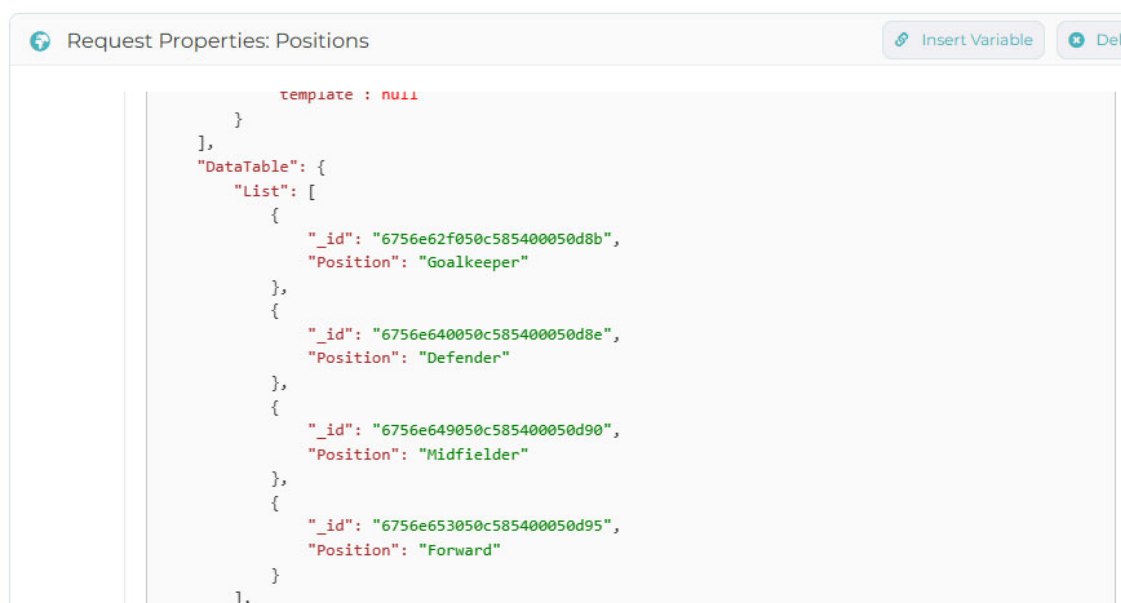 Request Properties: Positions
Insert Variable
Del
template : null
}
],
"DataTable": {
"List": [
{
"_id": "6756e62f050c585400050d8b",
"Position": "Goalkeeper"
},
{
"_id": "6756e640050c585400050d8e",
"Position": "Defender"
},
{
"_id": "6756e649050c585400050d90",
"Position": "Midfielder"
},
{
"_id": "6756e653050c585400050d95",
"Position": "Forward"
}
],